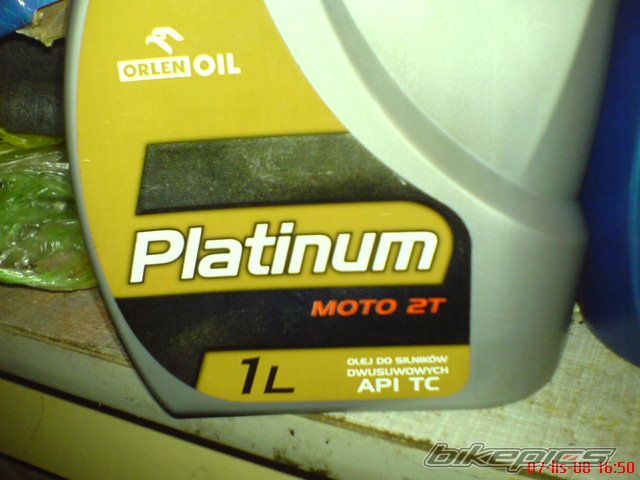 ORLEN OIL
Platinum
MOTO 2T
1L
OLEJ DO SILNIKÓW
DWUSUWOWYCH
API TC
bikepics
07-lis-08 16:50